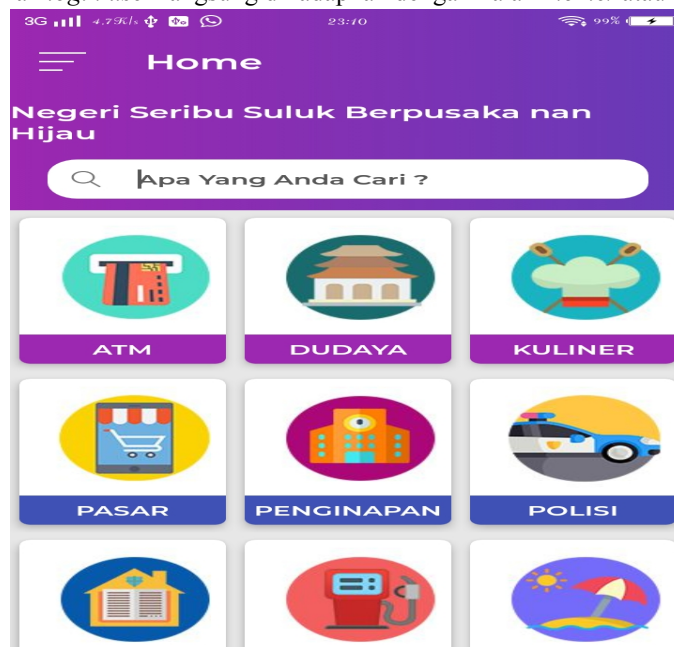 3G 4.7K/s 23:10 99%
Home
Negeri Seribu Suluk Berpusaka nan
Hijau
Apa Yang Anda Cari ?
ATM DUDAYA KULINER
PASAR PENGINAPAN POLISI